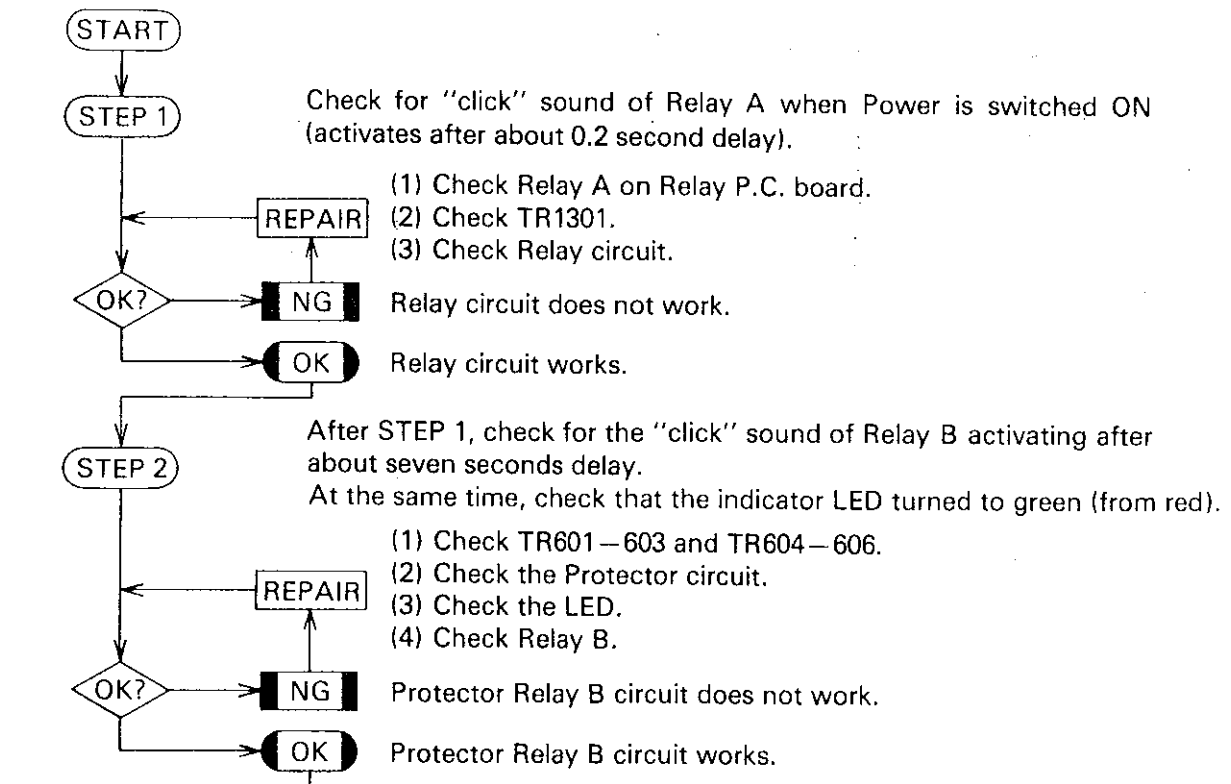 START
STEP 1
Check for "click" sound of Relay A when Power is switched ON
(activates after about 0.2 second delay).
(1) Check Relay A on Relay P.C. board.
REPAIR
(2) Check TR1301.
(3) Check Relay circuit.
OK?
NG
Relay circuit does not work.
OK
Relay circuit works.
After STEP 1, check for the "click" sound of Relay B activating after
STEP 2
about seven seconds delay.
At the same time, check that the indicator LED turned to green (from red).
(1) Check TR601—603 and TR604—606.
(2) Check the Protector circuit.
REPAIR
(3) Check the LED.
(4) Check Relay B.
OK?
NG
Protector Relay B circuit does not work.
OK
Protector Relay B circuit works.